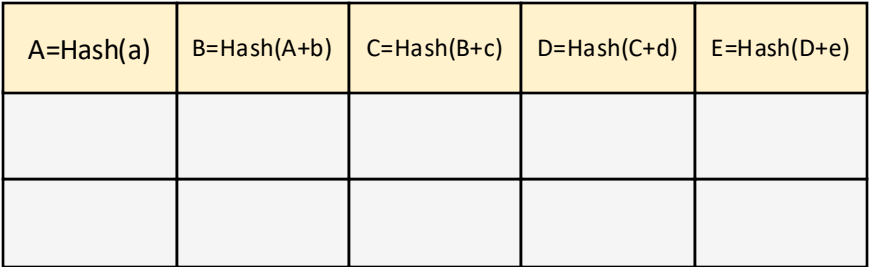 A=Hash(a)
B=Hash(A+b)
C=Hash(B+c)
D=Hash(C+d)
E=Hash(D+e)